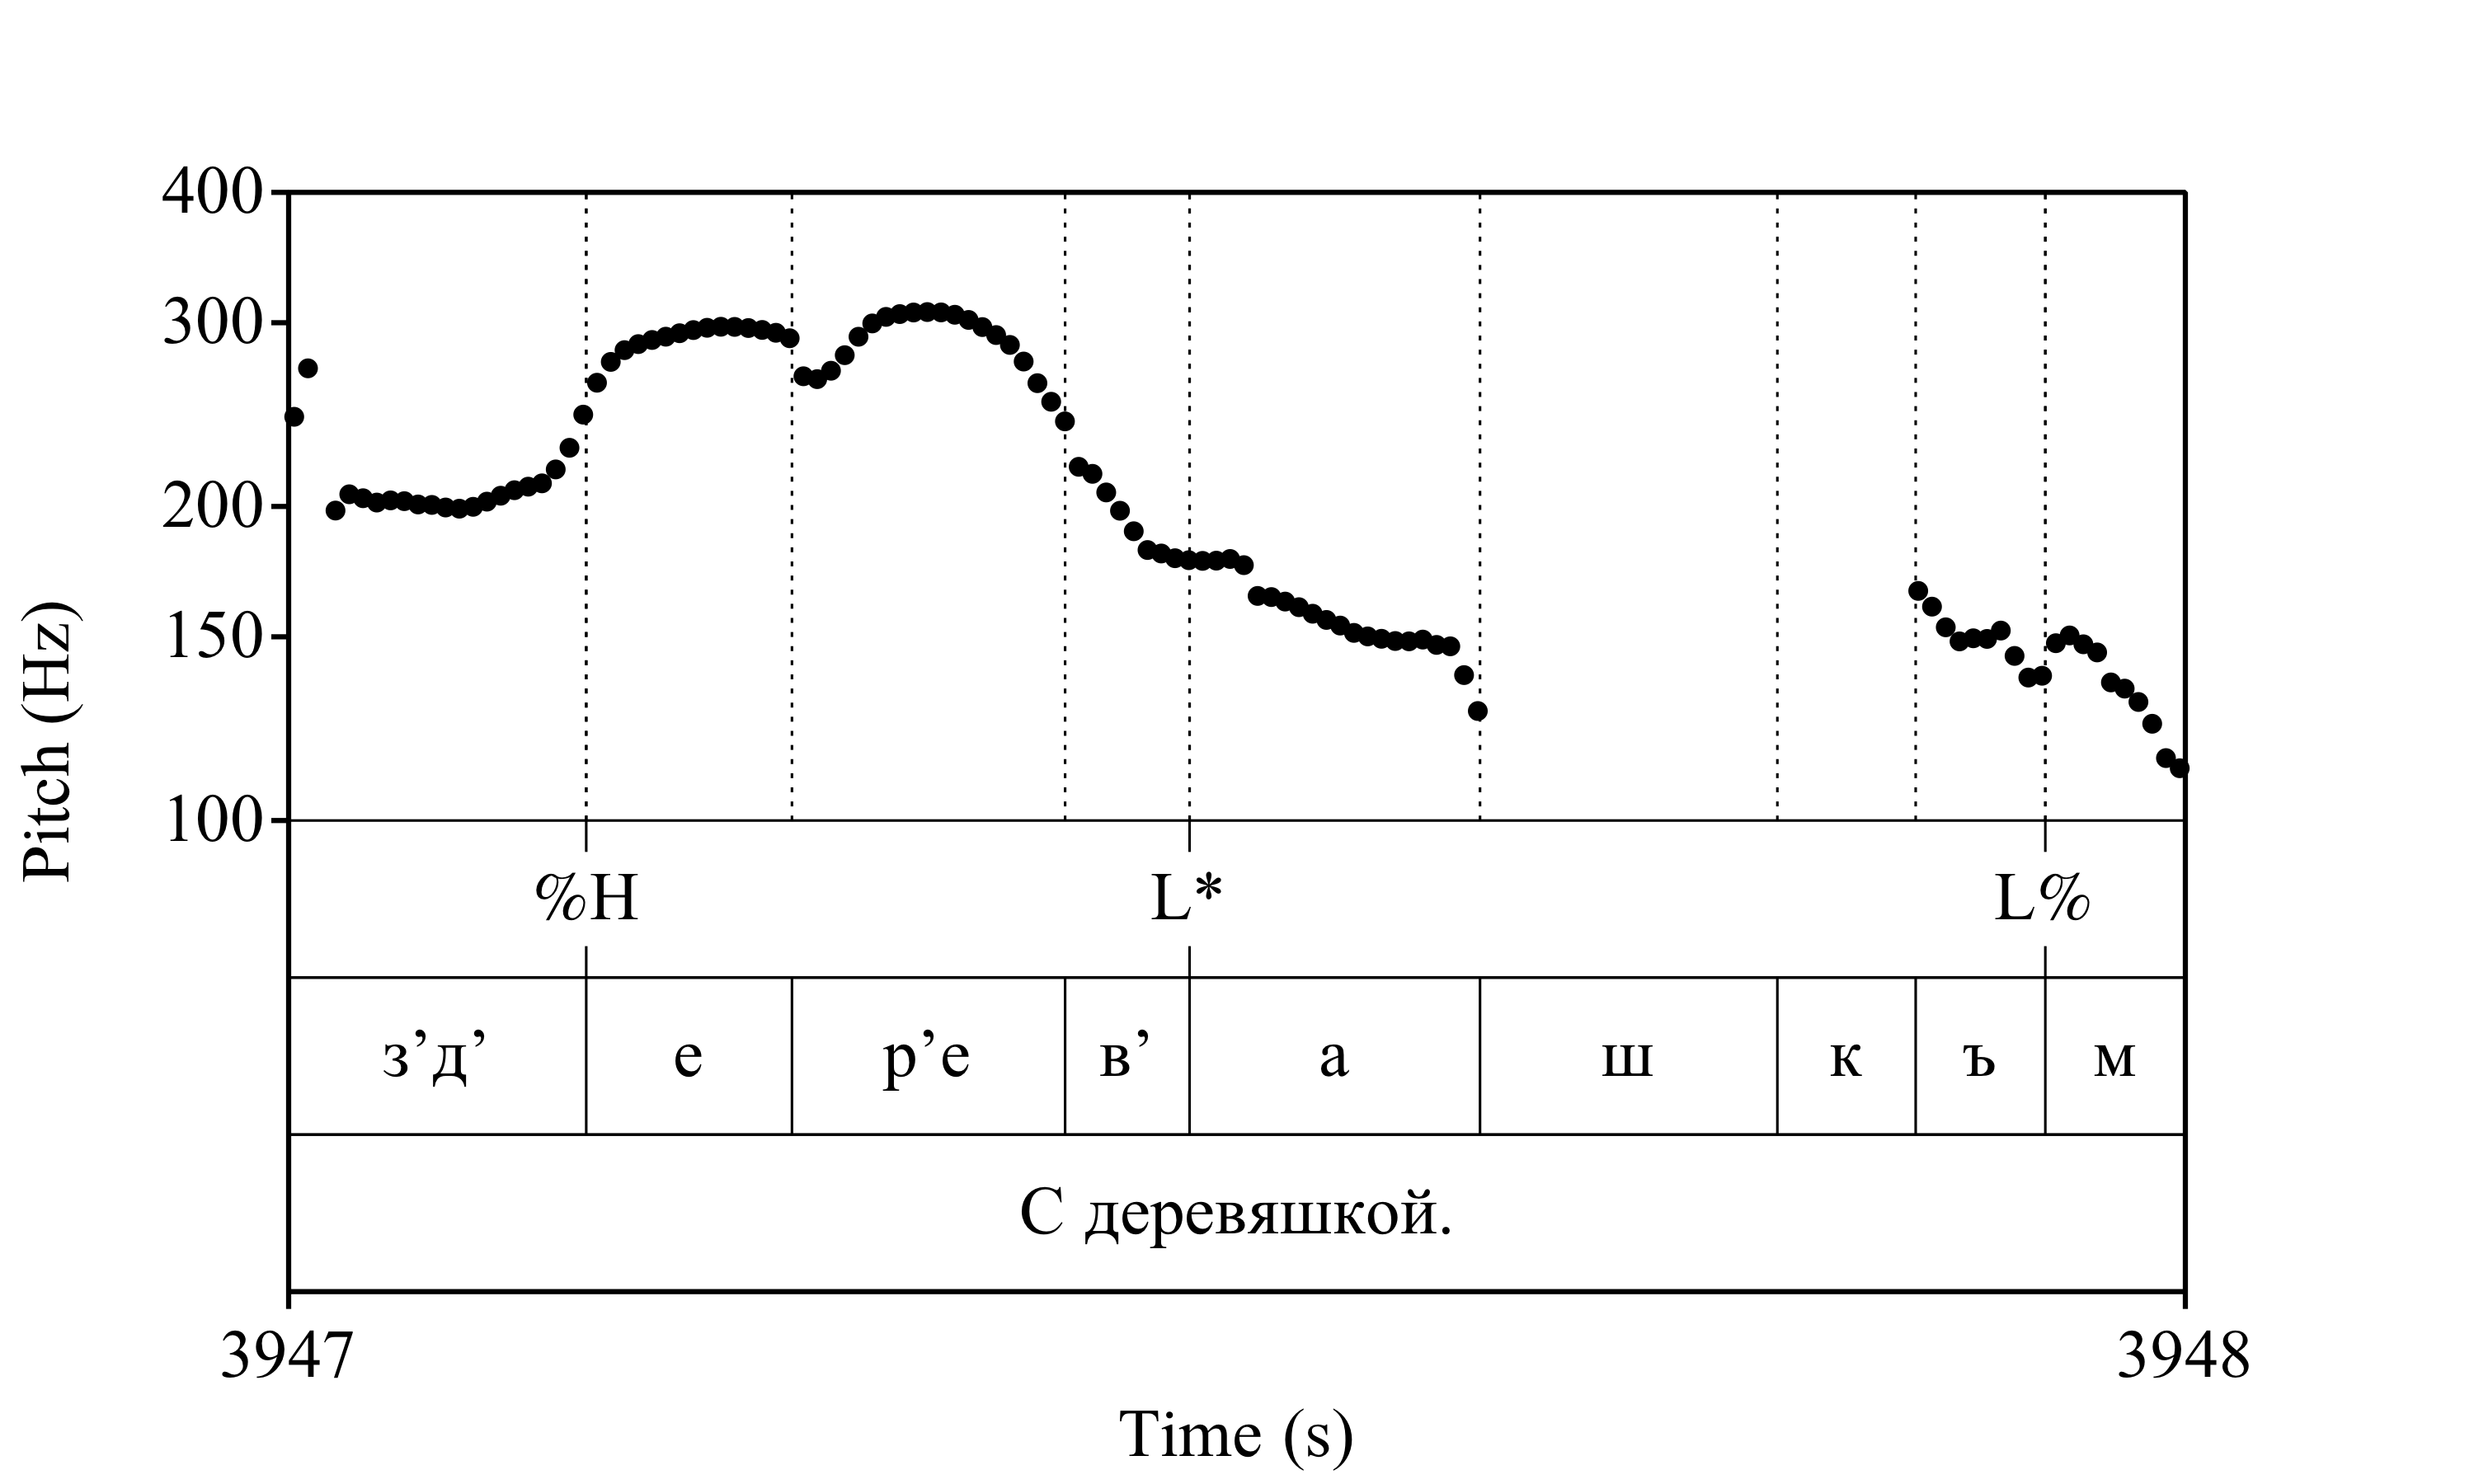 400
300
200
150
100
Pitch (Hz)
%H L* L%
з’д’ е р’е в’ а ш к ъ м
С деревяшкой.
3947 3948
Time (s)